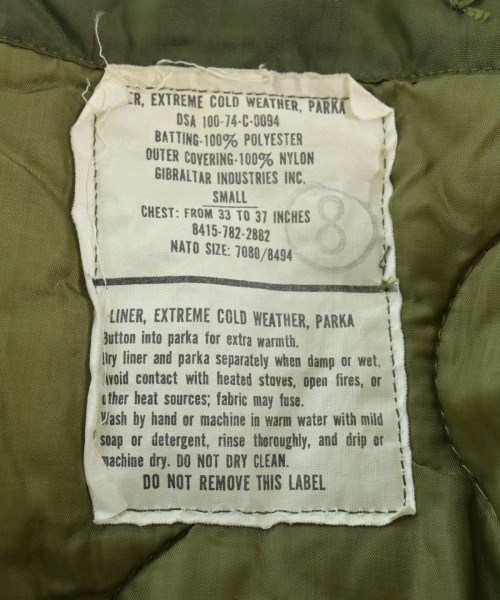 ER, EXTREME COLD WEATHER, PARKA
DSA 100-74-C-0094
BATTING-100% POLYESTER
OUTER COVERING-100% NYLON
GIBRALTAR INDUSTRIES INC.
SMALL
CHEST: FROM 33 TO 37 INCHES
8415-782-2882
NATO SIZE: 7080/8494
8
LINER, EXTREME COLD WEATHER, PARKA
Button into parka for extra warmth.
Dry liner and parka separately when damp or wet.
Avoid contact with heated stoves, open fires, or
other heat sources; fabric may fuse.
Wash by hand or machine in warm water with mild
soap or detergent, rinse thoroughly, and drip or
machine dry. DO NOT DRY CLEAN.
DO NOT REMOVE THIS LABEL